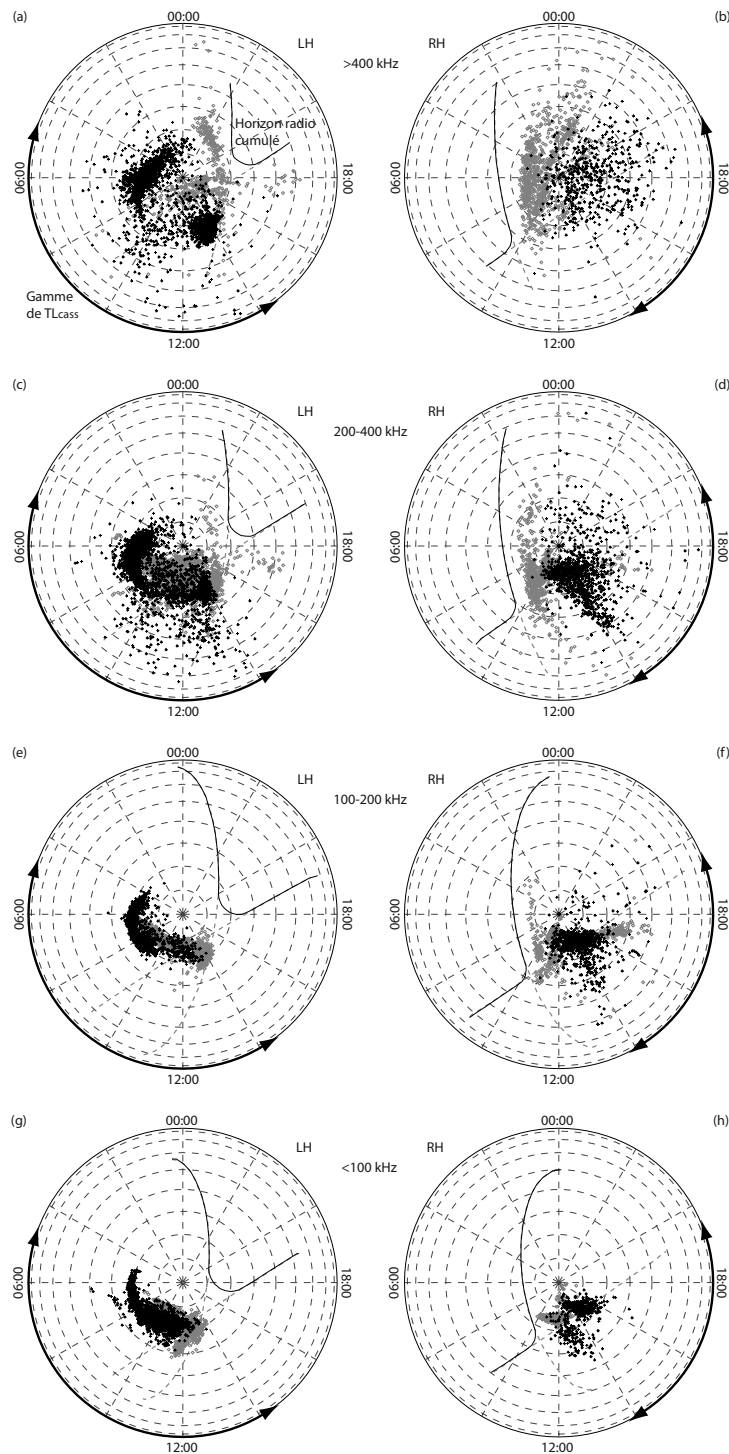 (a)
00:00
LH
>400 kHz
RH
(b)
Horizon radio
cumulé
06:00
18:00
06:00
18:00
Gamme
de TLcass
12:00
12:00
(c)
00:00
LH
200-400 kHz
RH
00:00
(d)
06:00
18:00
06:00
18:00
12:00
12:00
(e)
00:00
LH
100-200 kHz
RH
00:00
(f)
06:00
18:00
06:00
18:00
12:00
12:00
(g)
00:00
LH
<100 kHz
RH
00:00
(h)
06:00
18:00
06:00
18:00
12:00
12:00